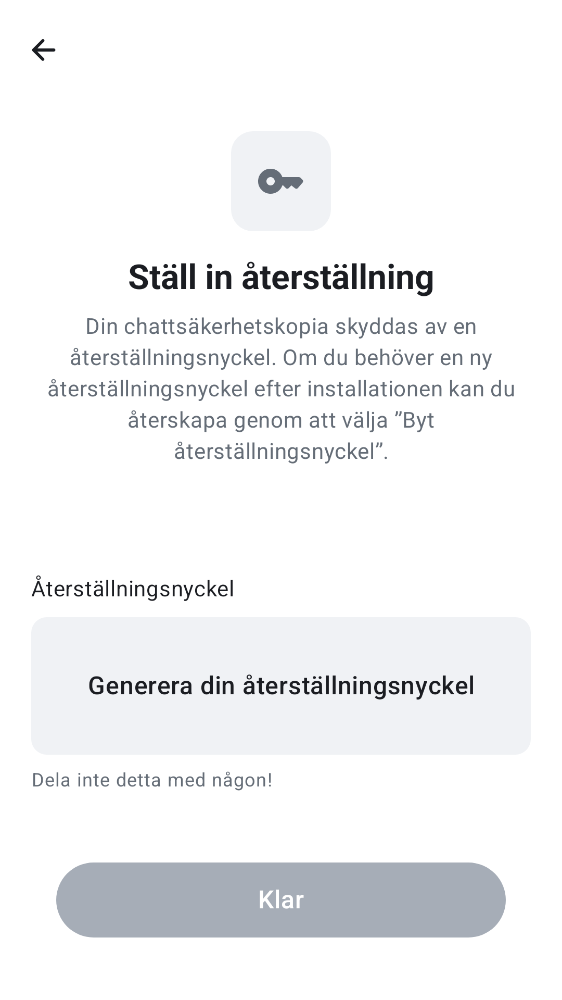 Ställ in återställning
Din chattsäkerhetskopia skyddas av en
återställningsnyckel. Om du behöver en ny
återställningsnyckel efter installationen kan du
återskapa genom att välja ”Byt
återställningsnyckel”.
Återställningsnyckel
Generera din återställningsnyckel
Dela inte detta med någon!
Klar